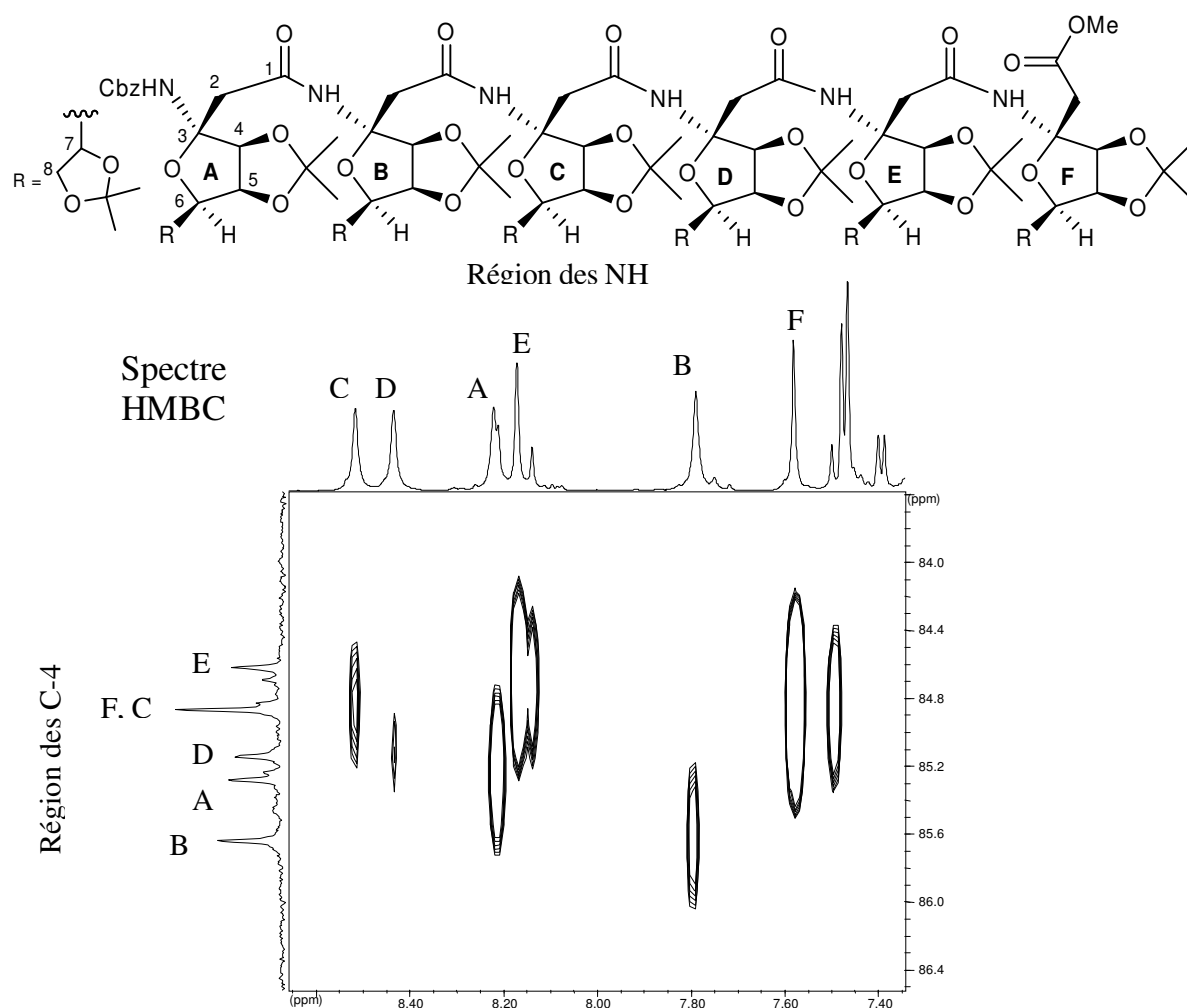 O O O O O OMe
O
CbzHN 2 1 NH NH NH NH NH
3 4 O O O O O O
7 O O O O O O
8 O A B C D E F
R = O 5 O O O O O O
6
R H R H R H R H R H R H
Région des NH
Spectre
HMBC
C D A E B F
(ppm)
84.0
84.4
84.8
85.2
85.6
86.0
86.4
Région des C-4
E
F, C
D
A
B
(ppm) 8.40 8.20 8.00 7.80 7.60 7.40